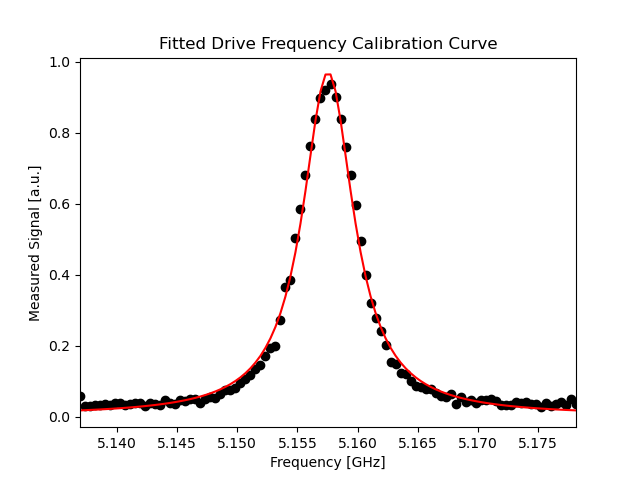 Fitted Drive Frequency Calibration Curve
1.0
0.8
0.6
0.4
0.2
0.0
Measured Signal [a.u.]
5.140 5.145 5.150 5.155 5.160 5.165 5.170 5.175
Frequency [GHz]